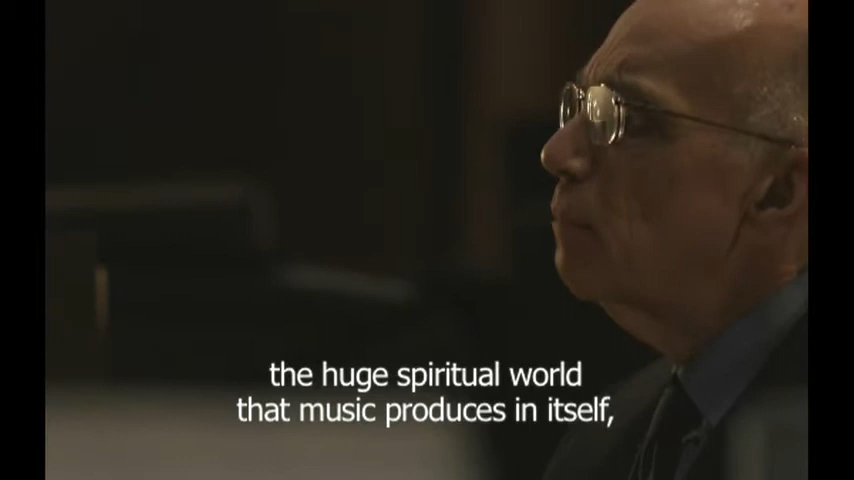 the huge spiritual world
that music produces in itself,